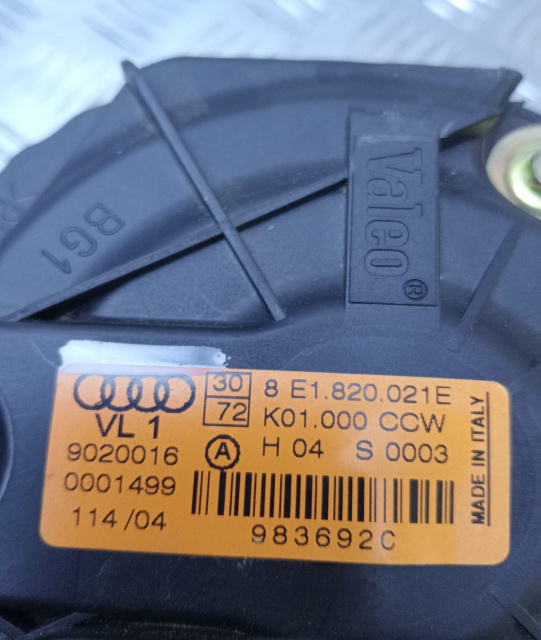 BG1
Valeo®
30 8 E1.820.021E
72 K01.000 CCW
VL 1
9020016 A H 04 S 0003
0001499
114/04
983692C
MADE IN ITALY